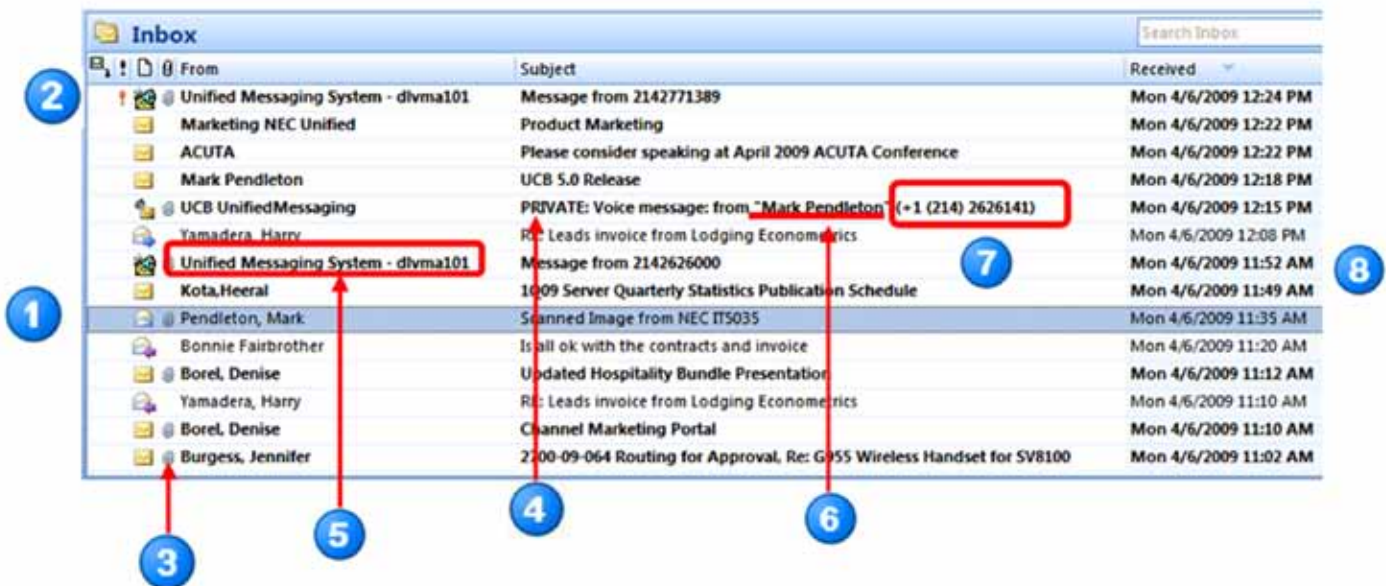 Inbox Search Inbox
From Subject Received
2
Unified Messaging System - dlvma101 Message from 2142771389 Mon 4/6/2009 12:24 PM
Marketing NEC Unified Product Marketing Mon 4/6/2009 12:22 PM
ACUTA Please consider speaking at April 2009 ACUTA Conference Mon 4/6/2009 12:22 PM
Mark Pendleton UCB 5.0 Release Mon 4/6/2009 12:18 PM
UCB UnifiedMessaging PRIVATE: Voice message: from "Mark Pendleton" (+1 (214) 2626141) Mon 4/6/2009 12:15 PM
Yamadera, Harry RE: Leads invoice from Lodging Econometrics Mon 4/6/2009 12:08 PM
7
8
Unified Messaging System - dlvma101 Message from 2142626000 Mon 4/6/2009 11:52 AM
Kota,Heeral 1Q09 Server Quarterly Statistics Publication Schedule Mon 4/6/2009 11:49 AM
1
Pendleton, Mark Scanned Image from NEC ITS035 Mon 4/6/2009 11:35 AM
Bonnie Fairbrother Is all ok with the contracts and invoice Mon 4/6/2009 11:20 AM
Borel, Denise Updated Hospitality Bundle Presentation Mon 4/6/2009 11:12 AM
Yamadera, Harry RE: Leads invoice from Lodging Econometrics Mon 4/6/2009 11:10 AM
Borel, Denise Channel Marketing Portal Mon 4/6/2009 11:10 AM
Burgess, Jennifer 2700-09-064 Routing for Approval, Re: G955 Wireless Handset for SV8100 Mon 4/6/2009 11:02 AM
4
6
5
3